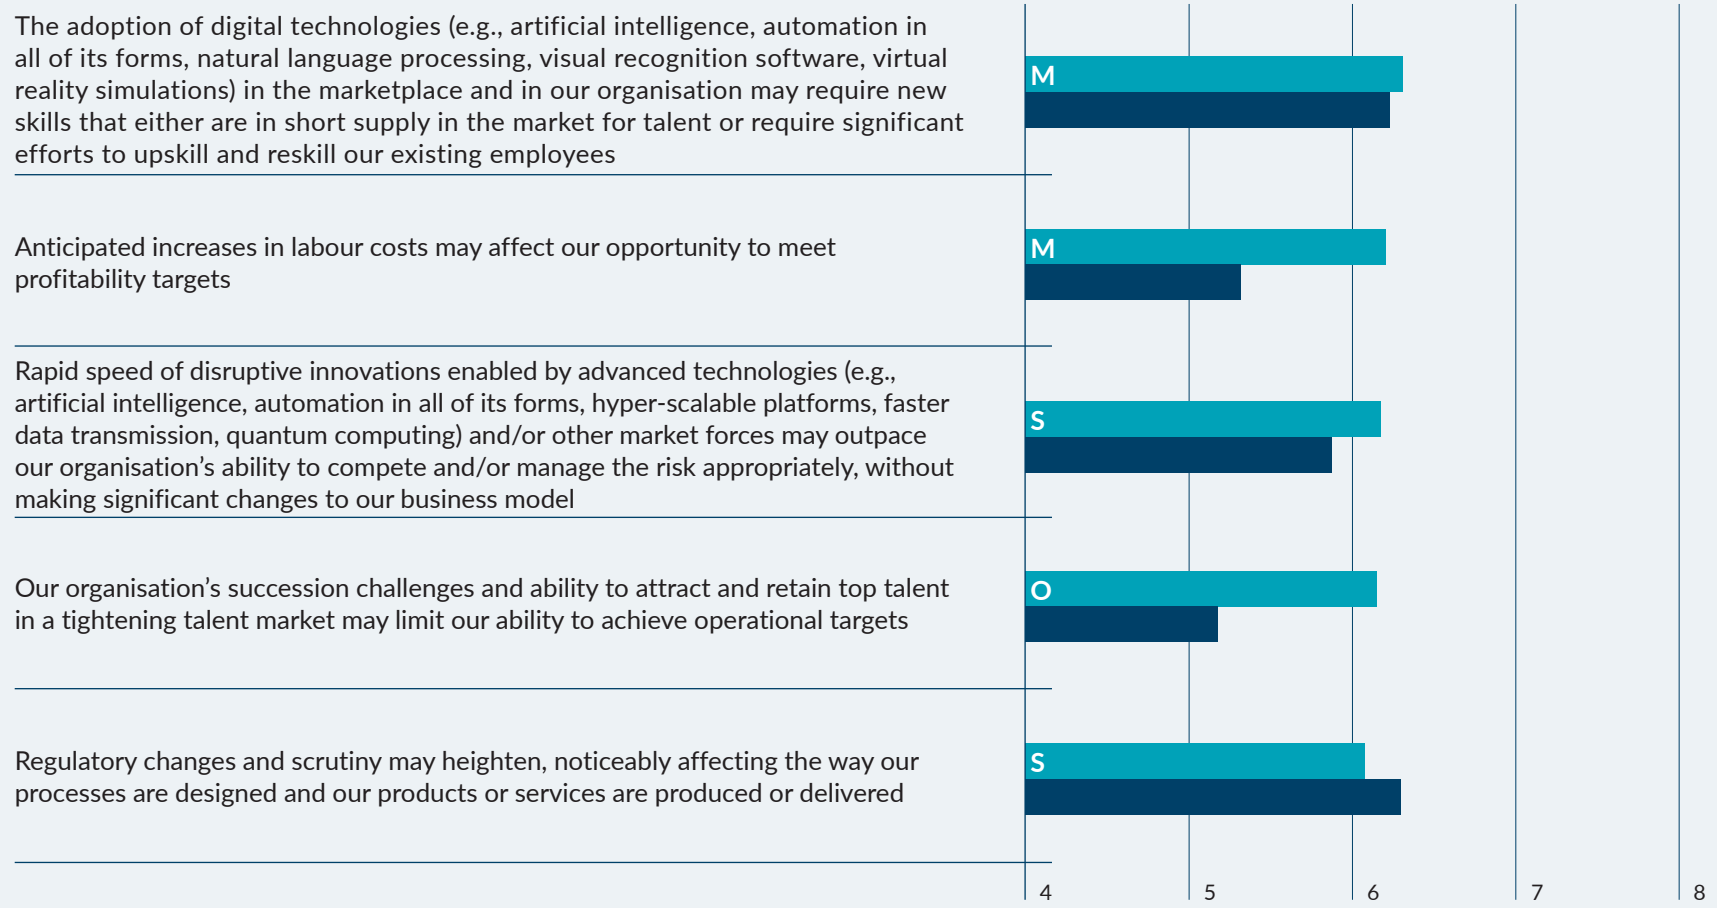 The adoption of digital technologies (e.g., artificial intelligence, automation in
all of its forms, natural language processing, visual recognition software, virtual
reality simulations) in the marketplace and in our organisation may require new
skills that either are in short supply in the market for talent or require significant
efforts to upskill and reskill our existing employees
M
Anticipated increases in labour costs may affect our opportunity to meet
profitability targets
M
Rapid speed of disruptive innovations enabled by advanced technologies (e.g.,
artificial intelligence, automation in all of its forms, hyper-scalable platforms, faster
data transmission, quantum computing) and/or other market forces may outpace
our organisation's ability to compete and/or manage the risk appropriately, without
making significant changes to our business model
S
Our organisation's succession challenges and ability to attract and retain top talent
in a tightening talent market may limit our ability to achieve operational targets
O
Regulatory changes and scrutiny may heighten, noticeably affecting the way our
processes are designed and our products or services are produced or delivered
S
4 5 6 7 8